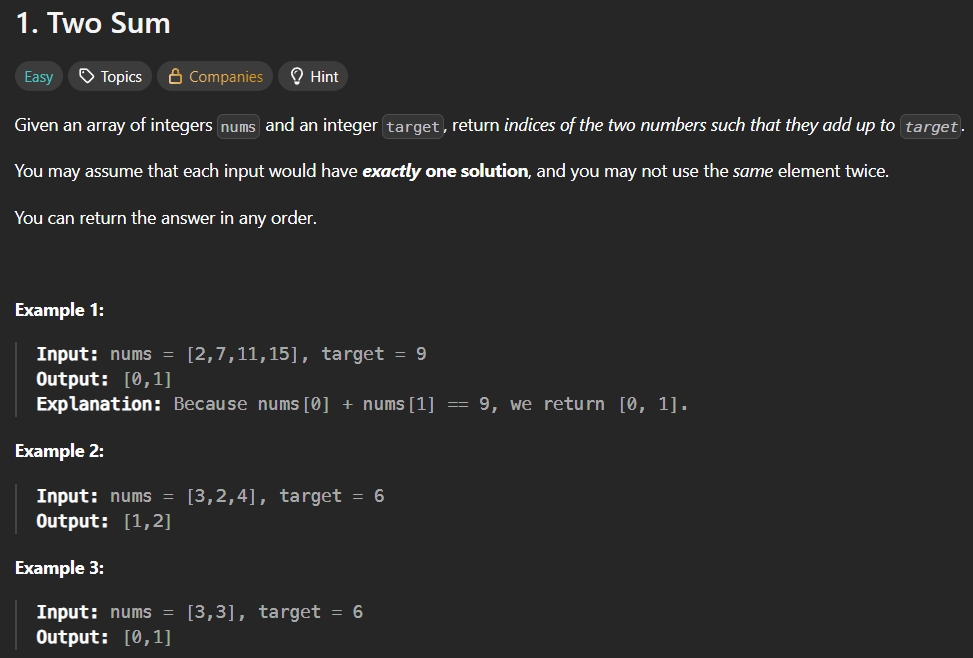 1. Two Sum
Easy Topics Companies Hint
Given an array of integers nums and an integer target, return indices of the two numbers such that they add up to target.
You may assume that each input would have exactly one solution, and you may not use the same element twice.
You can return the answer in any order.
Example 1:
Input: nums = [2,7,11,15], target = 9
Output: [0,1]
Explanation: Because nums[0] + nums[1] == 9, we return [0, 1].
Example 2:
Input: nums = [3,2,4], target = 6
Output: [1,2]
Example 3:
Input: nums = [3,3], target = 6
Output: [0,1]